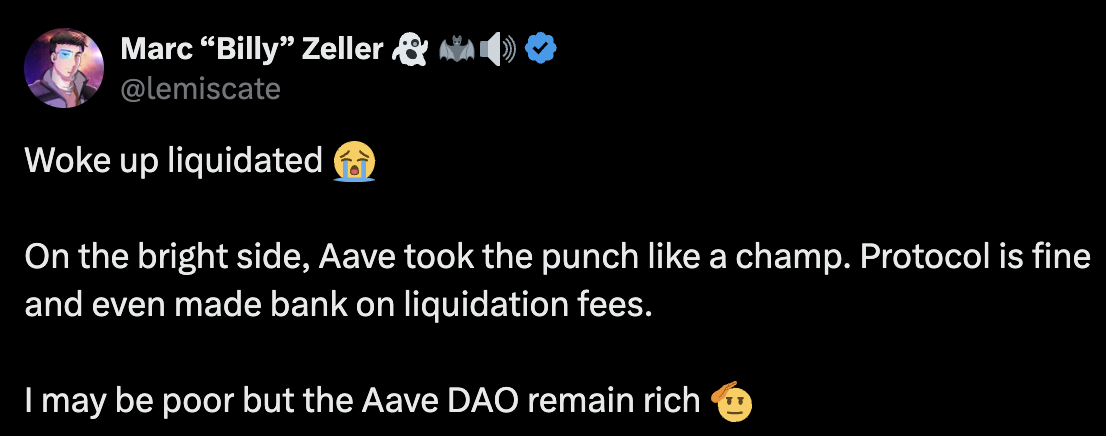 Marc “Billy” Zeller 👻 🦇🔊
@lemiscate
Woke up liquidated 😭
On the bright side, Aave took the punch like a champ. Protocol is fine
and even made bank on liquidation fees.
I may be poor but the Aave DAO remain rich 🫡